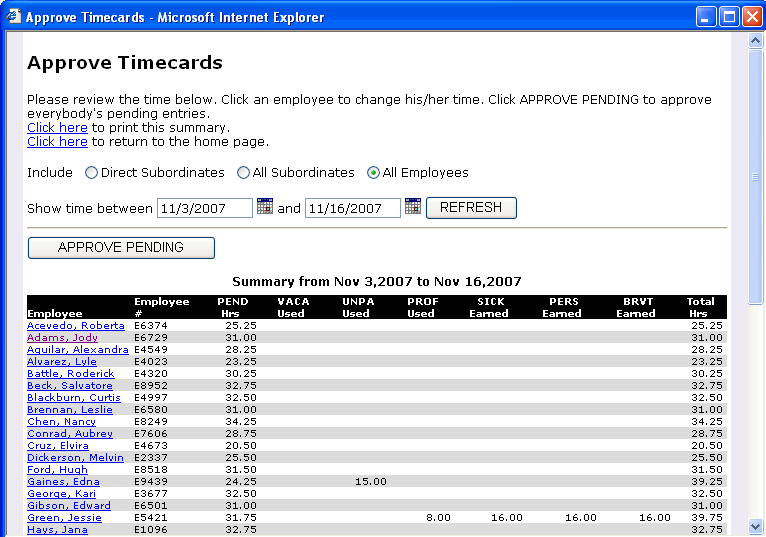 Approve Timecards - Microsoft Internet Explorer
Approve Timecards
Please review the time below. Click an employee to change his/her time. Click APPROVE PENDING to approve
everybody's pending entries.
Click here to print this summary.
Click here to return to the home page.
Include Direct Subordinates All Subordinates All Employees
Show time between 11/3/2007 and 11/16/2007 REFRESH
APPROVE PENDING
Summary from Nov 3,2007 to Nov 16,2007
Employee PEND VACA UNPA PROF SICK PERS BRVT Total
Employee # Hrs Used Used Used Earned Earned Earned Hrs
Acevedo, Roberta E6374 25.25 25.25
Adams, Jody E6729 31.00 31.00
Aguilar, Alexandra E4549 28.25 28.25
Alvarez, Lyle E4023 23.25 23.25
Battle, Roderick E4320 30.25 30.25
Beck, Salvatore E8952 32.75 32.75
Blackburn, Curtis E4997 32.50 32.50
Brennan, Leslie E6580 31.00 31.00
Chen, Nancy E8249 34.25 34.25
Conrad, Aubrey E7606 28.75 28.75
Cruz, Elvira E4673 20.50 20.50
Dickerson, Melvin E2337 25.50 25.50
Ford, Hugh E8518 31.50 31.50
Gaines, Edna E9439 24.25 15.00 39.25
George, Kari E3677 32.50 32.50
Gibson, Edward E6501 31.00 31.00
Green, Jessie E5421 31.75 8.00 16.00 16.00 16.00 39.75
Hays, Jana E1096 32.75 32.75